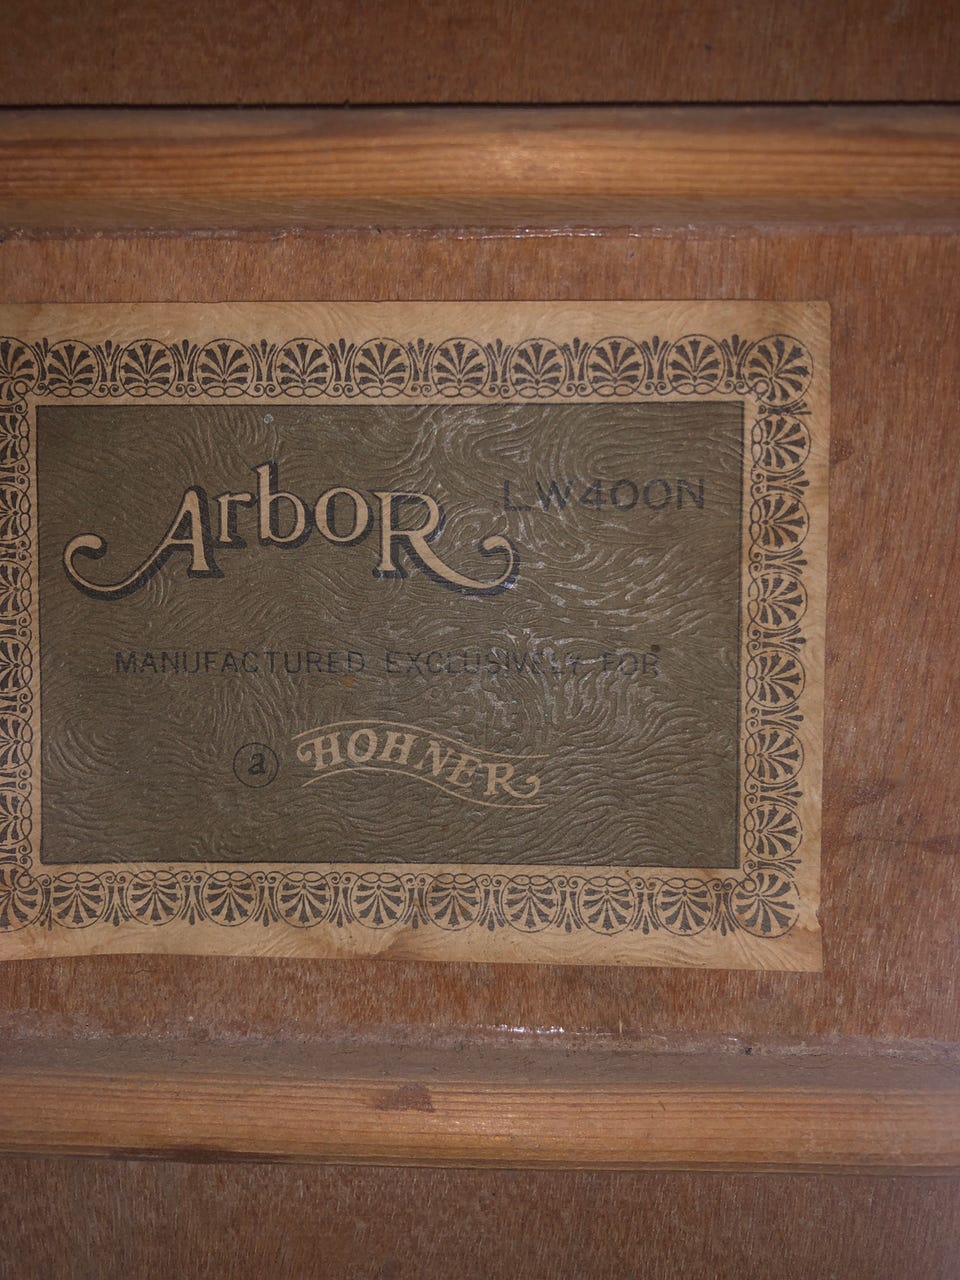 Arbor LW400N
MANUFACTURED EXCLUSIVELY FOR
a HOHNER